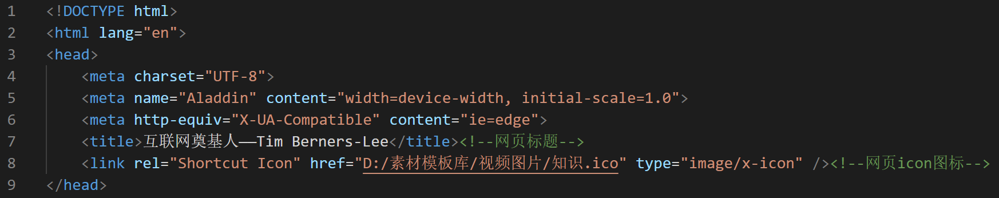 1 <!DOCTYPE html>
2 <html lang="en">
3 <head>
4 <meta charset="UTF-8">
5 <meta name="Aladdin" content="width=device-width, initial-scale=1.0">
6 <meta http-equiv="X-UA-Compatible" content="ie=edge">
7 <title>互联网奠基人——Tim Berners-Lee</title><!--网页标题-->
8 <link rel="Shortcut Icon" href="D:/素材模板库/视频图片/知识.ico" type="image/x-icon" /><!--网页icon图标-->
9 </head>